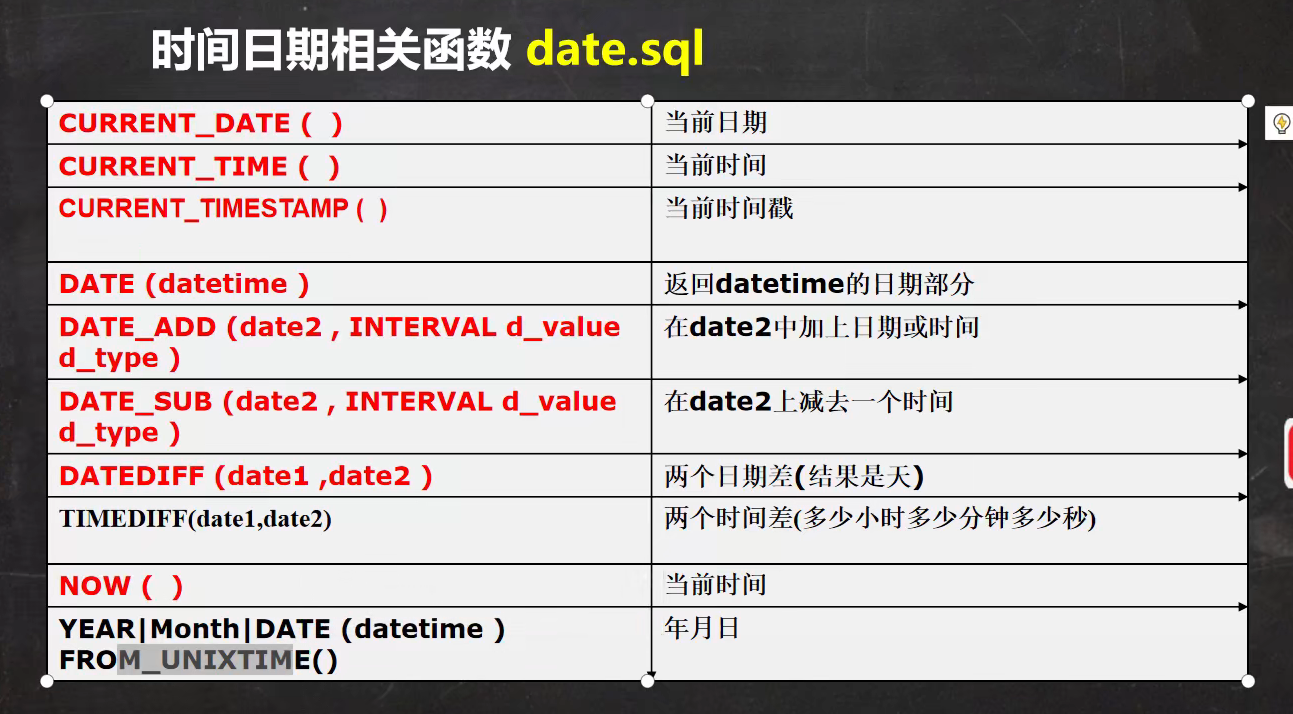 时间日期相关函数 date.sql
CURRENT_DATE (  )
当前日期
CURRENT_TIME (  )
当前时间
CURRENT_TIMESTAMP (  )
当前时间戳
DATE (datetime )
返回datetime的日期部分
DATE_ADD (date2 , INTERVAL d_value
d_type )
在date2中加上日期或时间
DATE_SUB (date2 , INTERVAL d_value
d_type )
在date2上减去一个时间
DATEDIFF (date1 ,date2 )
两个日期差(结果是天)
TIMEDIFF(date1,date2)
两个时间差(多少小时多少分钟多少秒)
NOW (  )
当前时间
YEAR|Month|DATE (datetime )
FROM_UNIXTIME()
年月日